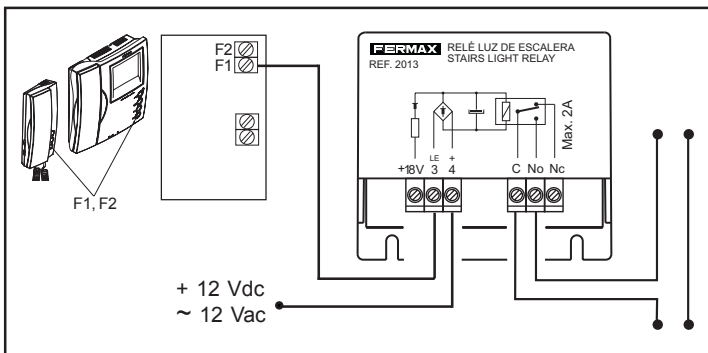 F2
F1
F1, F2
FERMAX
RELÉ LUZ DE ESCALERA
REF. 2013
STAIRS LIGHT RELAY
Max. 2A
LE +
+18V 3 4
C No Nc
+ 12 Vdc
~ 12 Vac